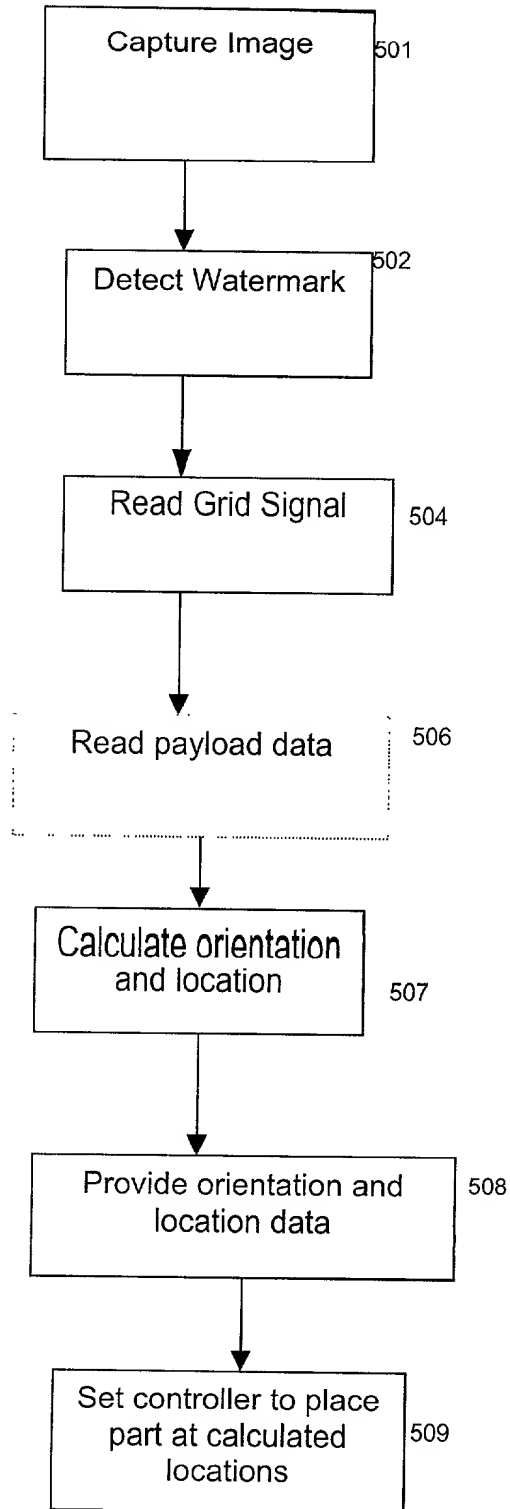 Capture Image
501
Detect Watermark
502
Read Grid Signal
504
Read payload data
506
Calculate orientation
and location
507
Provide orientation and
location data
508
Set controller to place
part at calculated
locations
509